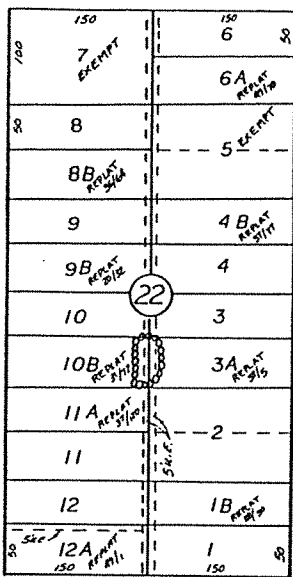 150
150
100
7
EXEMPT
6
50
6A
REPLAT
50
8
EXEMPT
5
8B
REPLAT
9
4B
REPLAT
9B
REPLAT
20/52
4
22
10
3
10B
REPLAT
3A
REPLAT
11A
REPLAT
2
11
12
1B
REPLAT
50
12A
REPLAT
1
50
150
150